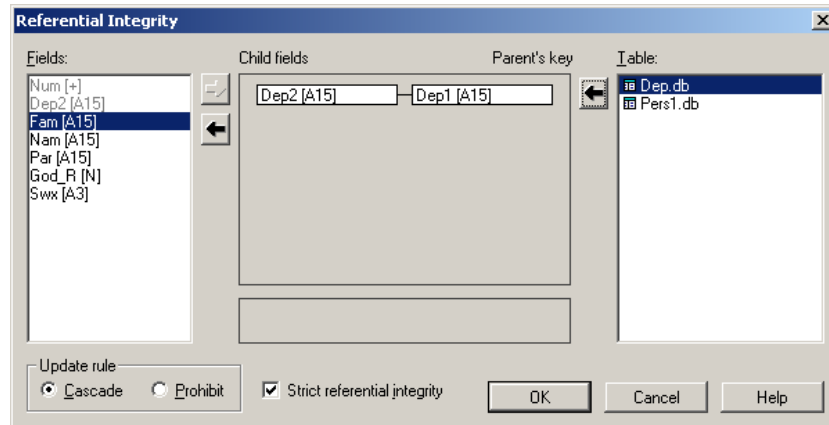 Referential Integrity
Fields:
Child fields
Parent's key
Table:
Num [+]
Dep2 [A15]
Fam [A15]
Nam [A15]
Par [A15]
God_R [N]
Swx [A3]
Dep2 [A15]
Dep1 [A15]
Dep.db
Pers1.db
Update rule
Cascade
Prohibit
Strict referential integrity
OK
Cancel
Help